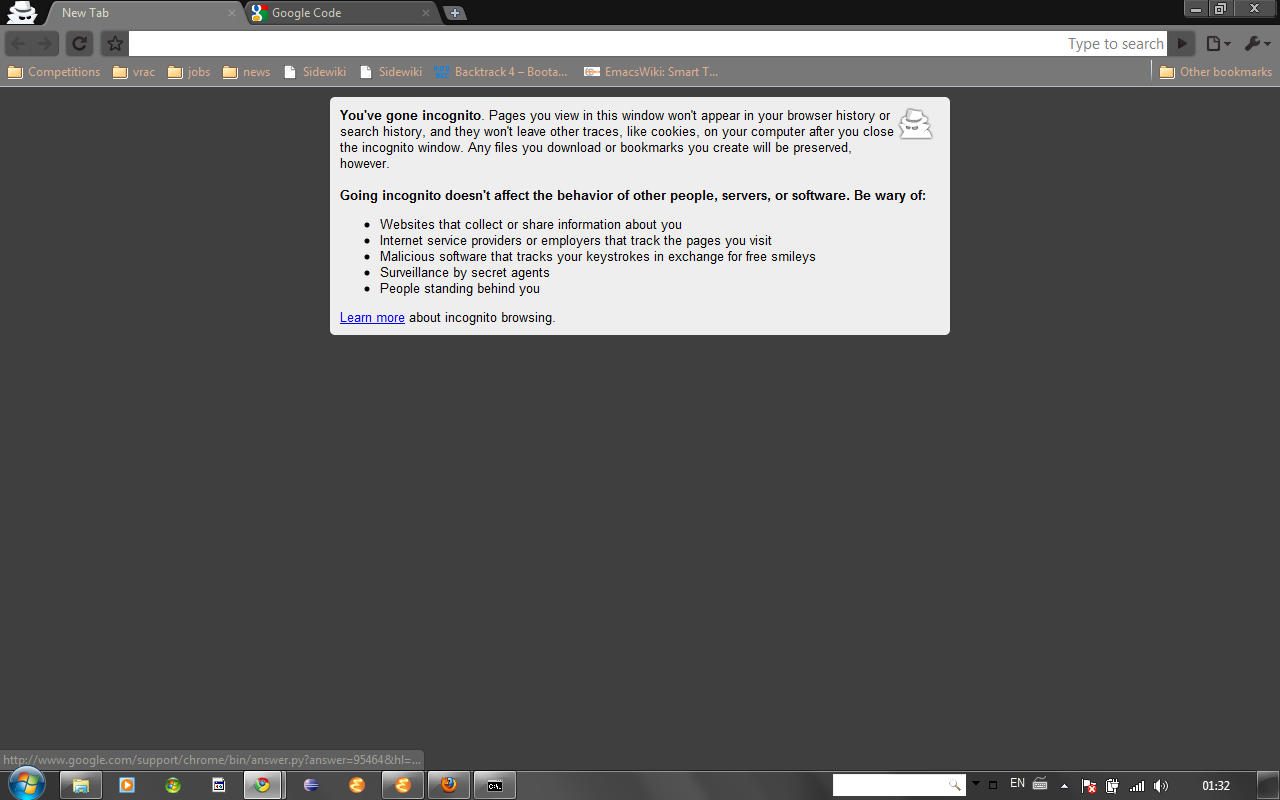 New Tab
Google Code
Type to search
Competitions vrac jobs news Sidewiki Sidewiki Backtrack 4 – Boota... EmacsWiki: Smart T... Other bookmarks
You've gone incognito. Pages you view in this window won't appear in your browser history or
search history, and they won't leave other traces, like cookies, on your computer after you close
the incognito window. Any files you download or bookmarks you create will be preserved,
however.
Going incognito doesn't affect the behavior of other people, servers, or software. Be wary of:
Websites that collect or share information about you
Internet service providers or employers that track the pages you visit
Malicious software that tracks your keystrokes in exchange for free smileys
Surveillance by secret agents
People standing behind you
Learn more about incognito browsing.
http://www.google.com/support/chrome/bin/answer.py?answer=95464&hl=...
EN
01:32